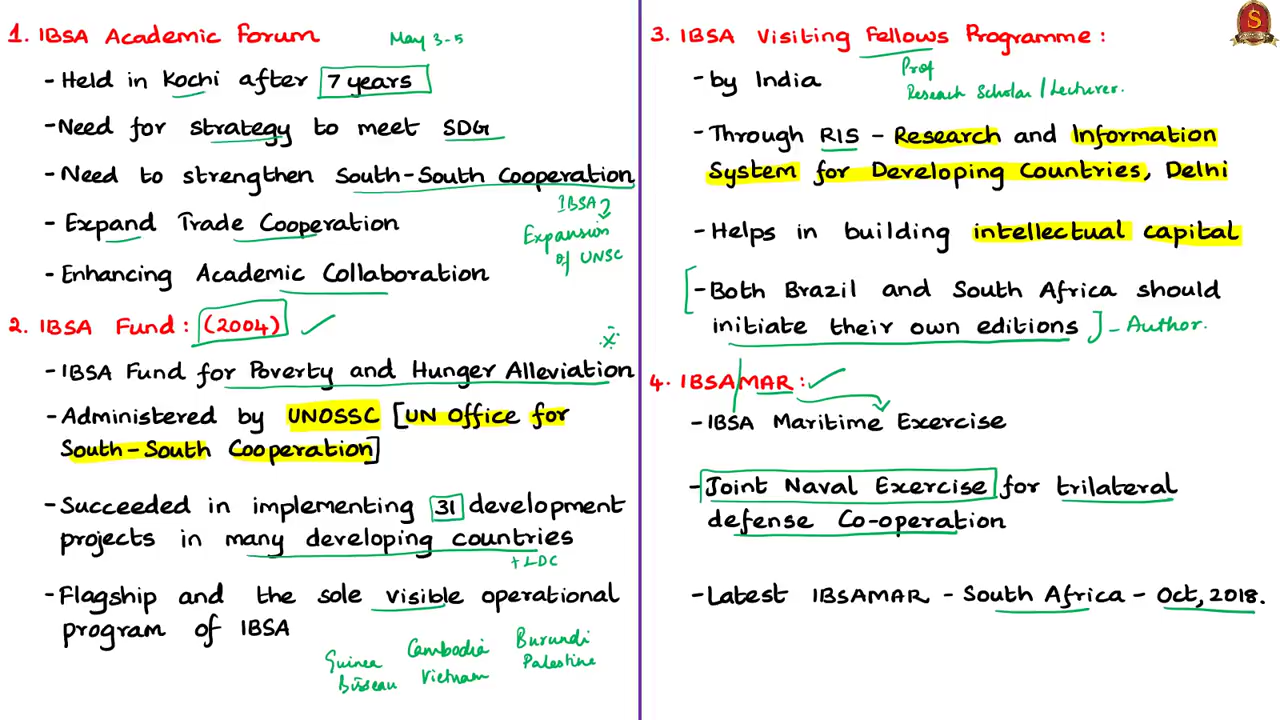 1. IBSA Academic Forum
May 3-5
- Held in Kochi after 7 years
- Need for strategy to meet SDG
- Need to strengthen South-South Cooperation
IBSA
Expansion
of UNSC
- Expand Trade Cooperation
- Enhancing Academic Collaboration
2. IBSA Fund : (2004)
- IBSA Fund for Poverty and Hunger Alleviation
- Administered by UNOSSC [UN Office for
South-South Cooperation]
- Succeeded in implementing 31 development
projects in many developing countries
+ LDC
- Flagship and the sole visible operational
program of IBSA
Guinea Cambodia Burundi
Bisseau Vietnam Palestine
3. IBSA Visiting Fellows Programme :
Prof
Reseach Scholar / Lecturer.
- by India
- Through RIS - Research and Information
System for Developing Countries, Delhi
- Helps in building intellectual capital
[- Both Brazil and South Africa should
initiate their own editions ] - Author.
4. IBSAMAR :
- IBSA Maritime Exercise
- Joint Naval Exercise for trilateral
defense Co-operation
- Latest IBSAMAR - South Africa - Oct, 2018.
S